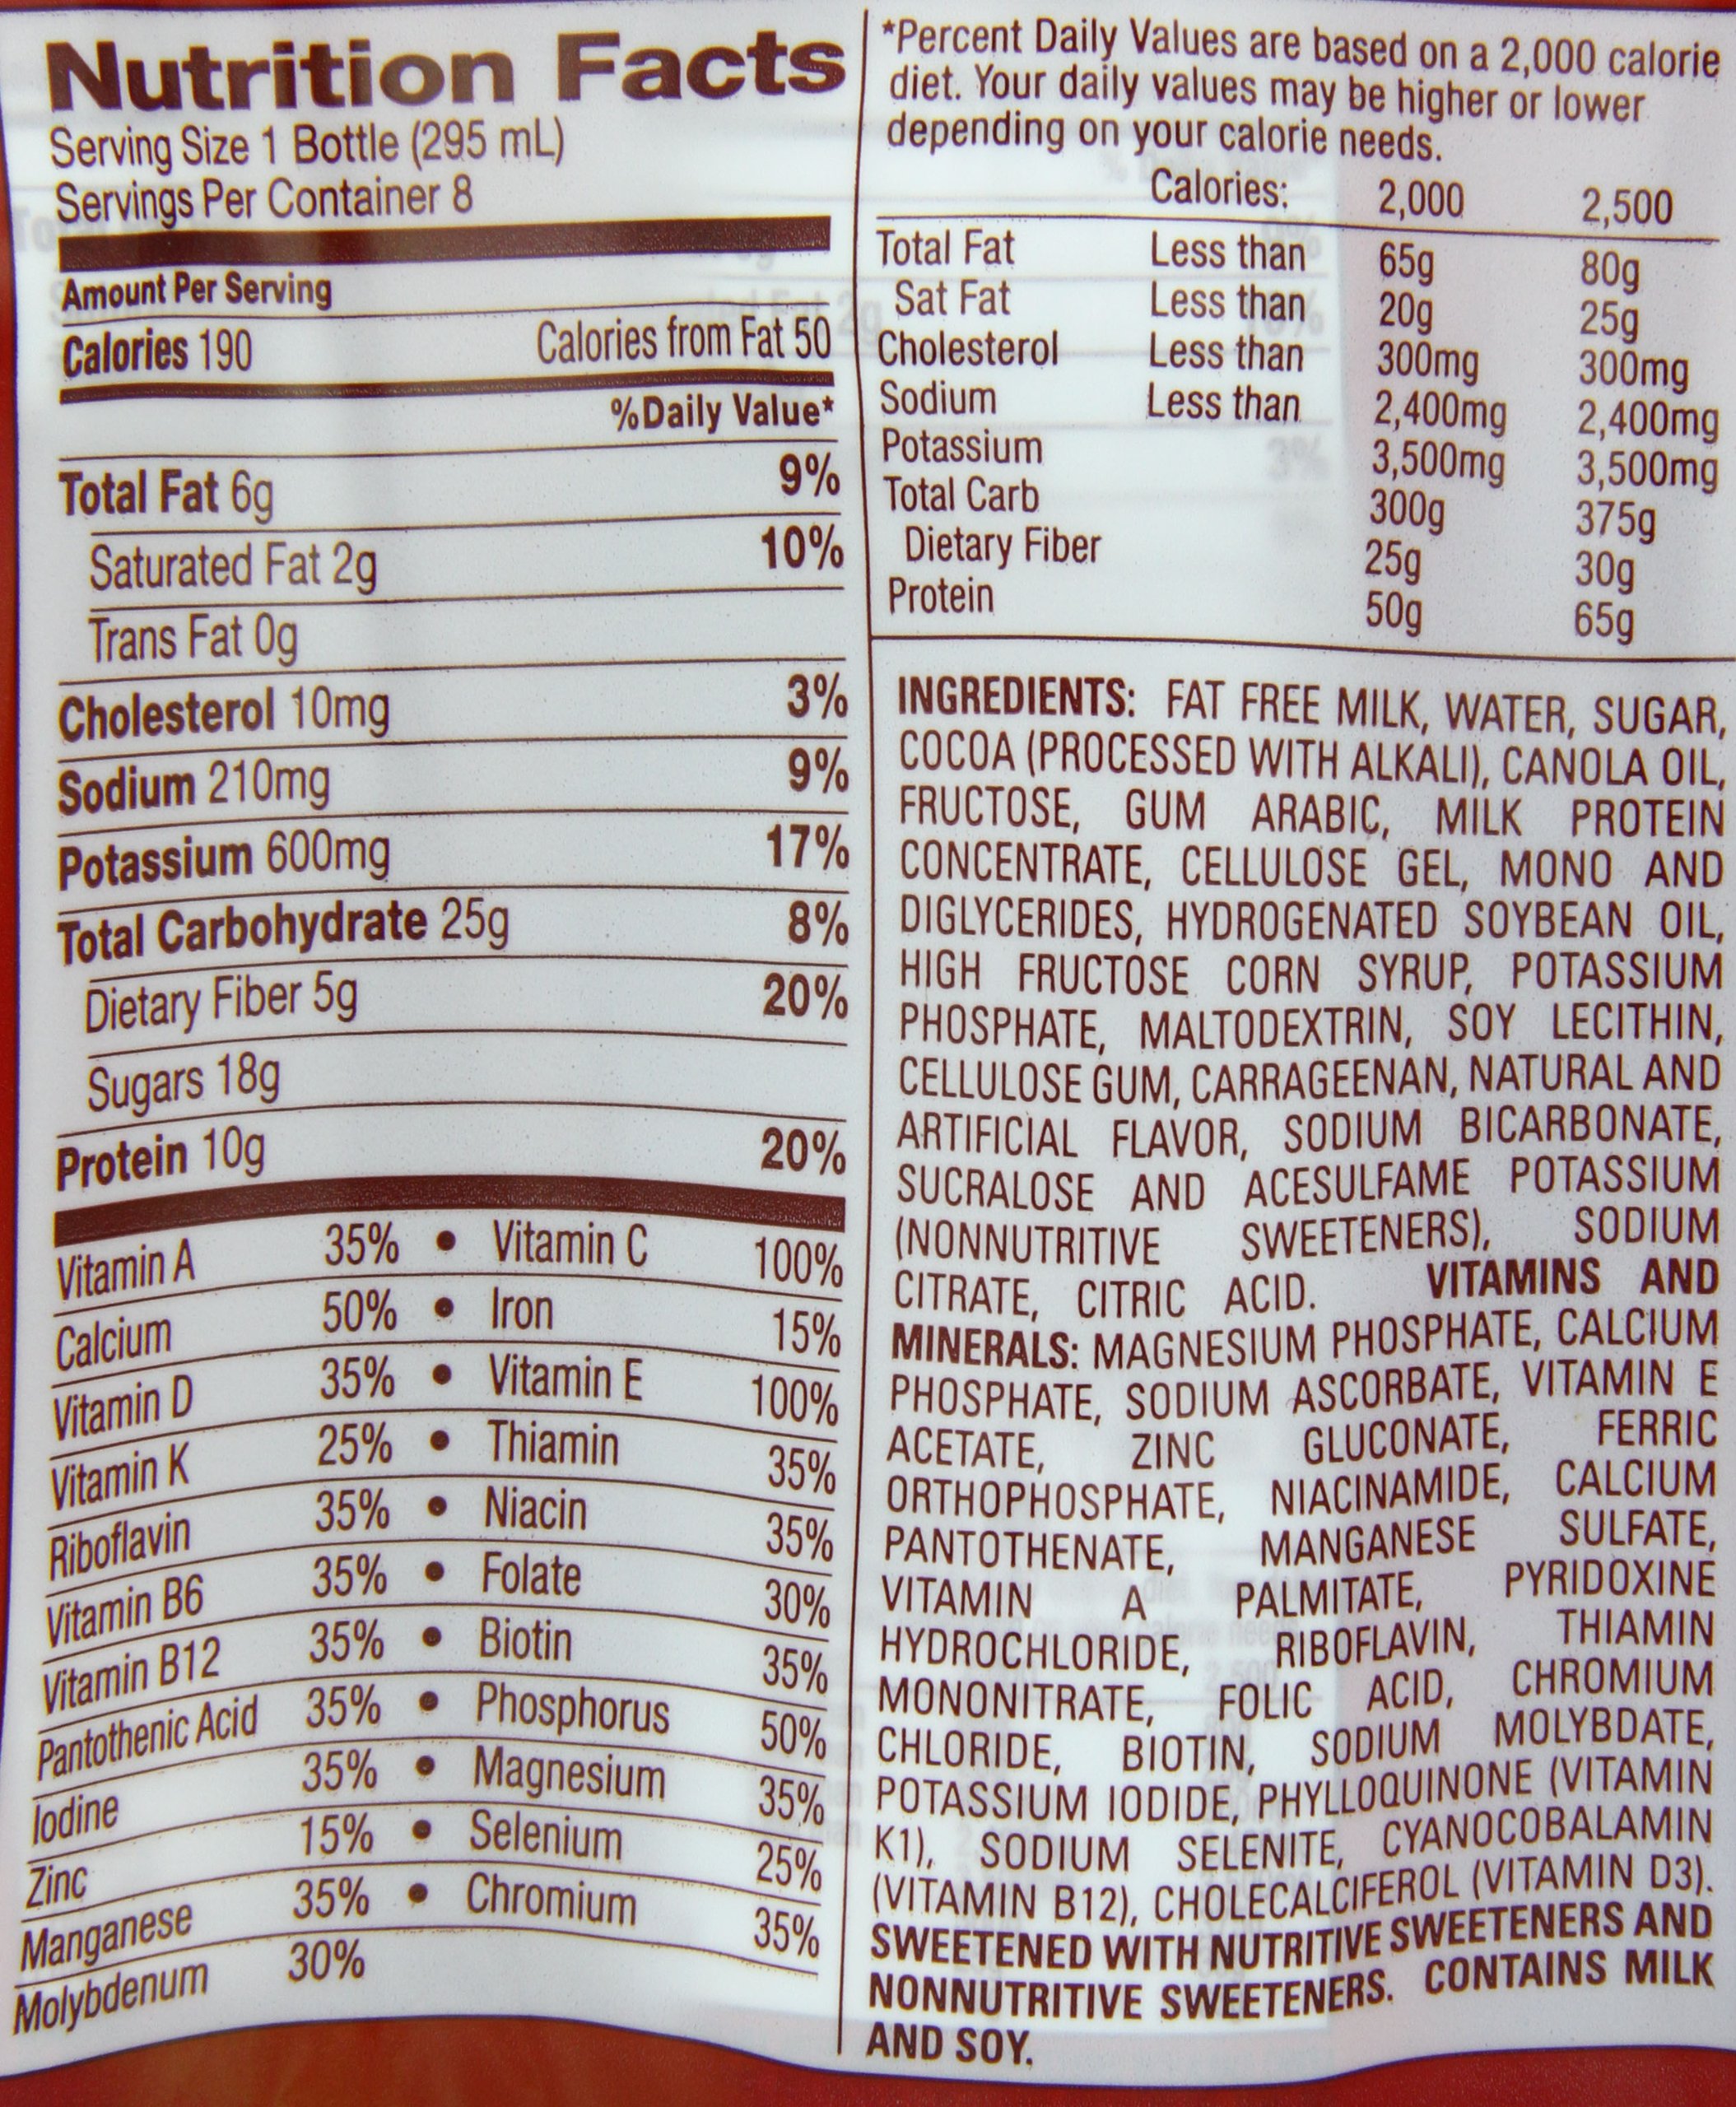 Nutrition Facts
Serving Size 1 Bottle (295 mL)
Servings Per Container 8
Amount Per Serving
Calories 190 Calories from Fat 50
%Daily Value*
Total Fat 6g 9%
Saturated Fat 2g 10%
Trans Fat 0g
Cholesterol 10mg 3%
Sodium 210mg 9%
Potassium 600mg 17%
Total Carbohydrate 25g 8%
Dietary Fiber 5g 20%
Sugars 18g
Protein 10g 20%
Vitamin A 35% • Vitamin C 100%
Calcium 50% • Iron 15%
Vitamin D 35% • Vitamin E 100%
Vitamin K 25% • Thiamin 35%
Riboflavin 35% • Niacin 35%
Vitamin B6 35% • Folate 30%
Vitamin B12 35% • Biotin 35%
Pantothenic Acid 35% • Phosphorus 50%
Iodine 35% • Magnesium 35%
Zinc 15% • Selenium 25%
Manganese 35% • Chromium 35%
Molybdenum 30%
*Percent Daily Values are based on a 2,000 calorie
diet. Your daily values may be higher or lower
depending on your calorie needs.
Calories: 2,000 2,500
Total Fat Less than 65g 80g
Sat Fat Less than 20g 25g
Cholesterol Less than 300mg 300mg
Sodium Less than 2,400mg 2,400mg
Potassium 3,500mg 3,500mg
Total Carb 300g 375g
Dietary Fiber 25g 30g
Protein 50g 65g
INGREDIENTS: FAT FREE MILK, WATER, SUGAR,
COCOA (PROCESSED WITH ALKALI), CANOLA OIL,
FRUCTOSE, GUM ARABIC, MILK PROTEIN
CONCENTRATE, CELLULOSE GEL, MONO AND
DIGLYCERIDES, HYDROGENATED SOYBEAN OIL,
HIGH FRUCTOSE CORN SYRUP, POTASSIUM
PHOSPHATE, MALTODEXTRIN, SOY LECITHIN,
CELLULOSE GUM, CARRAGEENAN, NATURAL AND
ARTIFICIAL FLAVOR, SODIUM BICARBONATE,
SUCRALOSE AND ACESULFAME POTASSIUM
(NONNUTRITIVE SWEETENERS), SODIUM
CITRATE, CITRIC ACID. VITAMINS AND
MINERALS: MAGNESIUM PHOSPHATE, CALCIUM
PHOSPHATE, SODIUM ASCORBATE, VITAMIN E
ACETATE, ZINC GLUCONATE, FERRIC
ORTHOPHOSPHATE, NIACINAMIDE, CALCIUM
PANTOTHENATE, MANGANESE SULFATE,
VITAMIN A PALMITATE, PYRIDOXINE
HYDROCHLORIDE, RIBOFLAVIN, THIAMIN
MONONITRATE, FOLIC ACID, CHROMIUM
CHLORIDE, BIOTIN, SODIUM MOLYBDATE,
POTASSIUM IODIDE, PHYLLOQUINONE (VITAMIN
K1), SODIUM SELENITE, CYANOCOBALAMIN
(VITAMIN B12), CHOLECALCIFEROL (VITAMIN D3).
SWEETENED WITH NUTRITIVE SWEETENERS AND
NONNUTRITIVE SWEETENERS. CONTAINS MILK
AND SOY.